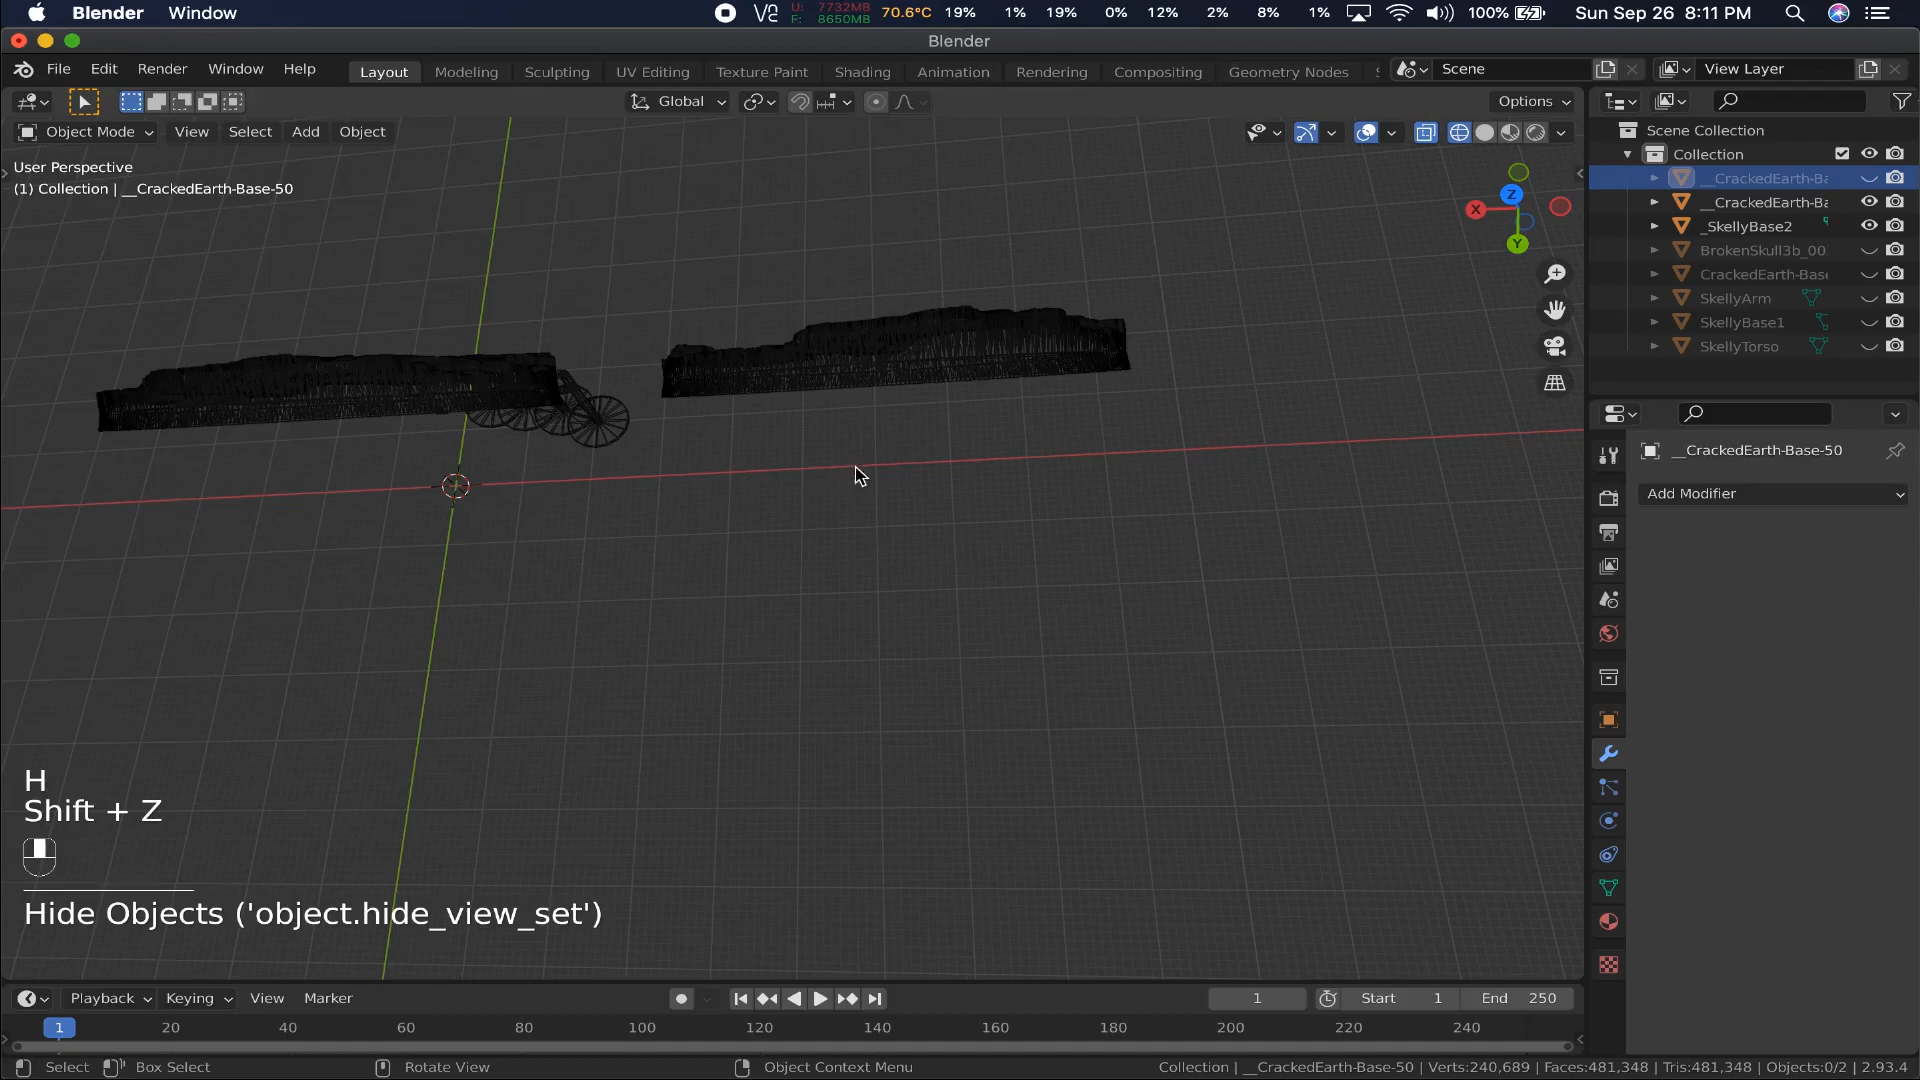 Blender Window U: 7732MB F: 8650MB 70.6°C 19% 1% 19% 0% 12% 2% 8% 1% 100% Sun Sep 26 8:11 PM
Blender
File Edit Render Window Help Layout Modeling Sculpting UV Editing Texture Paint Shading Animation Rendering Compositing Geometry Nodes Scene View Layer
Global Options
Object Mode View Select Add Object
User Perspective
(1) Collection | __CrackedEarth-Base-50
Scene Collection
Collection
__CrackedEarth-Ba
__CrackedEarth-Ba
_SkellyBase2
BrokenSkull3b_00
CrackedEarth-Base
SkellyArm
SkellyBase1
SkellyTorso
X Z Y
__CrackedEarth-Base-50
Add Modifier
H
Shift + Z
Hide Objects ('object.hide_view_set')
Playback Keying View Marker 1 Start 1 End 250
1 20 40 60 80 100 120 140 160 180 200 220 240
Select Box Select Rotate View Object Context Menu Collection | __CrackedEarth-Base-50 | Verts:240,689 | Faces:481,348 | Tris:481,348 | Objects:0/2 | 2.93.4